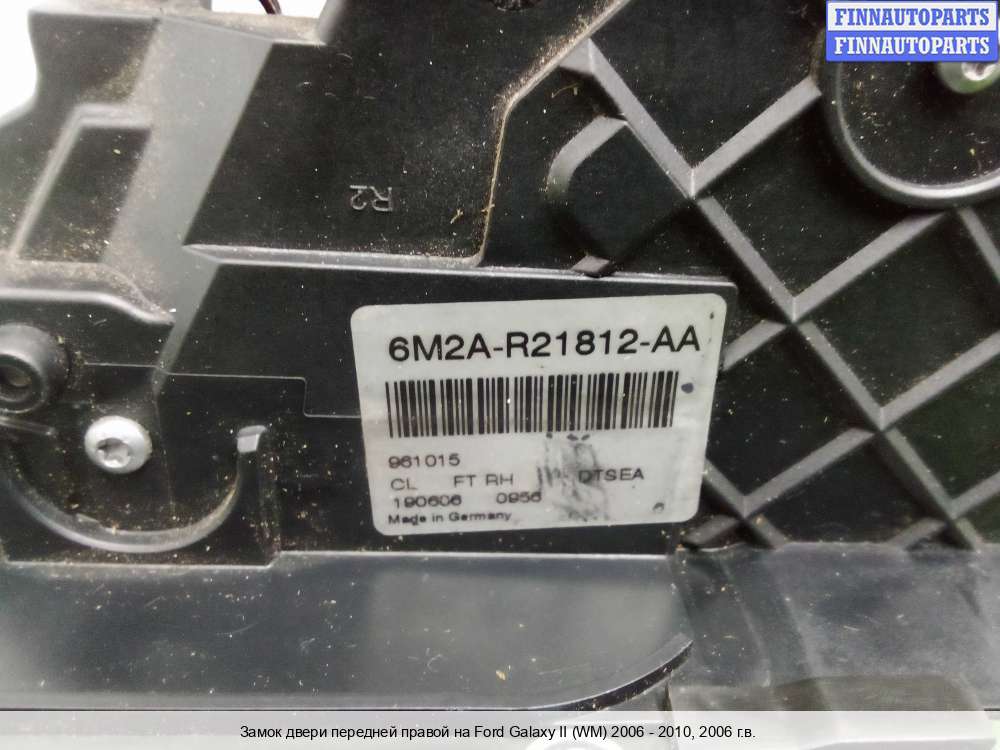 FINNAUTOPARTS
FINNAUTOPARTS
R2
6M2A-R21812-AA
961015
CL FT RH DTSEA
190606 0956
Made in Germany
Замок двери передней правой на Ford Galaxy II (WM) 2006 - 2010, 2006 г.в.